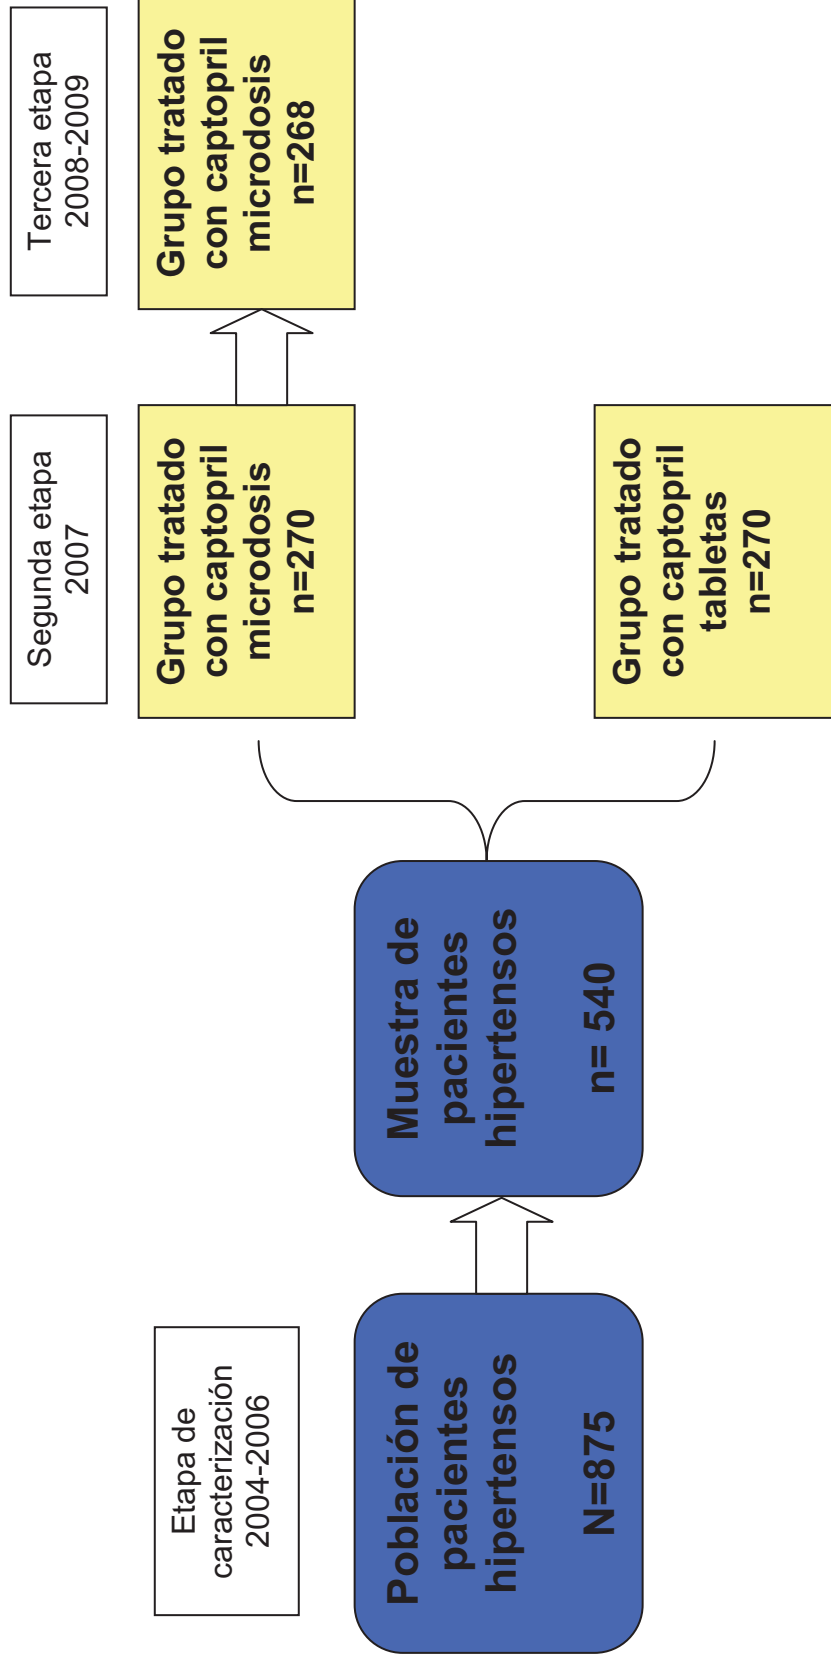 Etapa de
caracterización
2004-2006
Segunda etapa
2007
Tercera etapa
2008-2009
Población de
pacientes
hipertensos
N=875
Muestra de
pacientes
hipertensos
n= 540
Grupo tratado
con captopril
microdosis
n=270
Grupo tratado
con captopril
microdosis
n=268
Grupo tratado
con captopril
tabletas
n=270